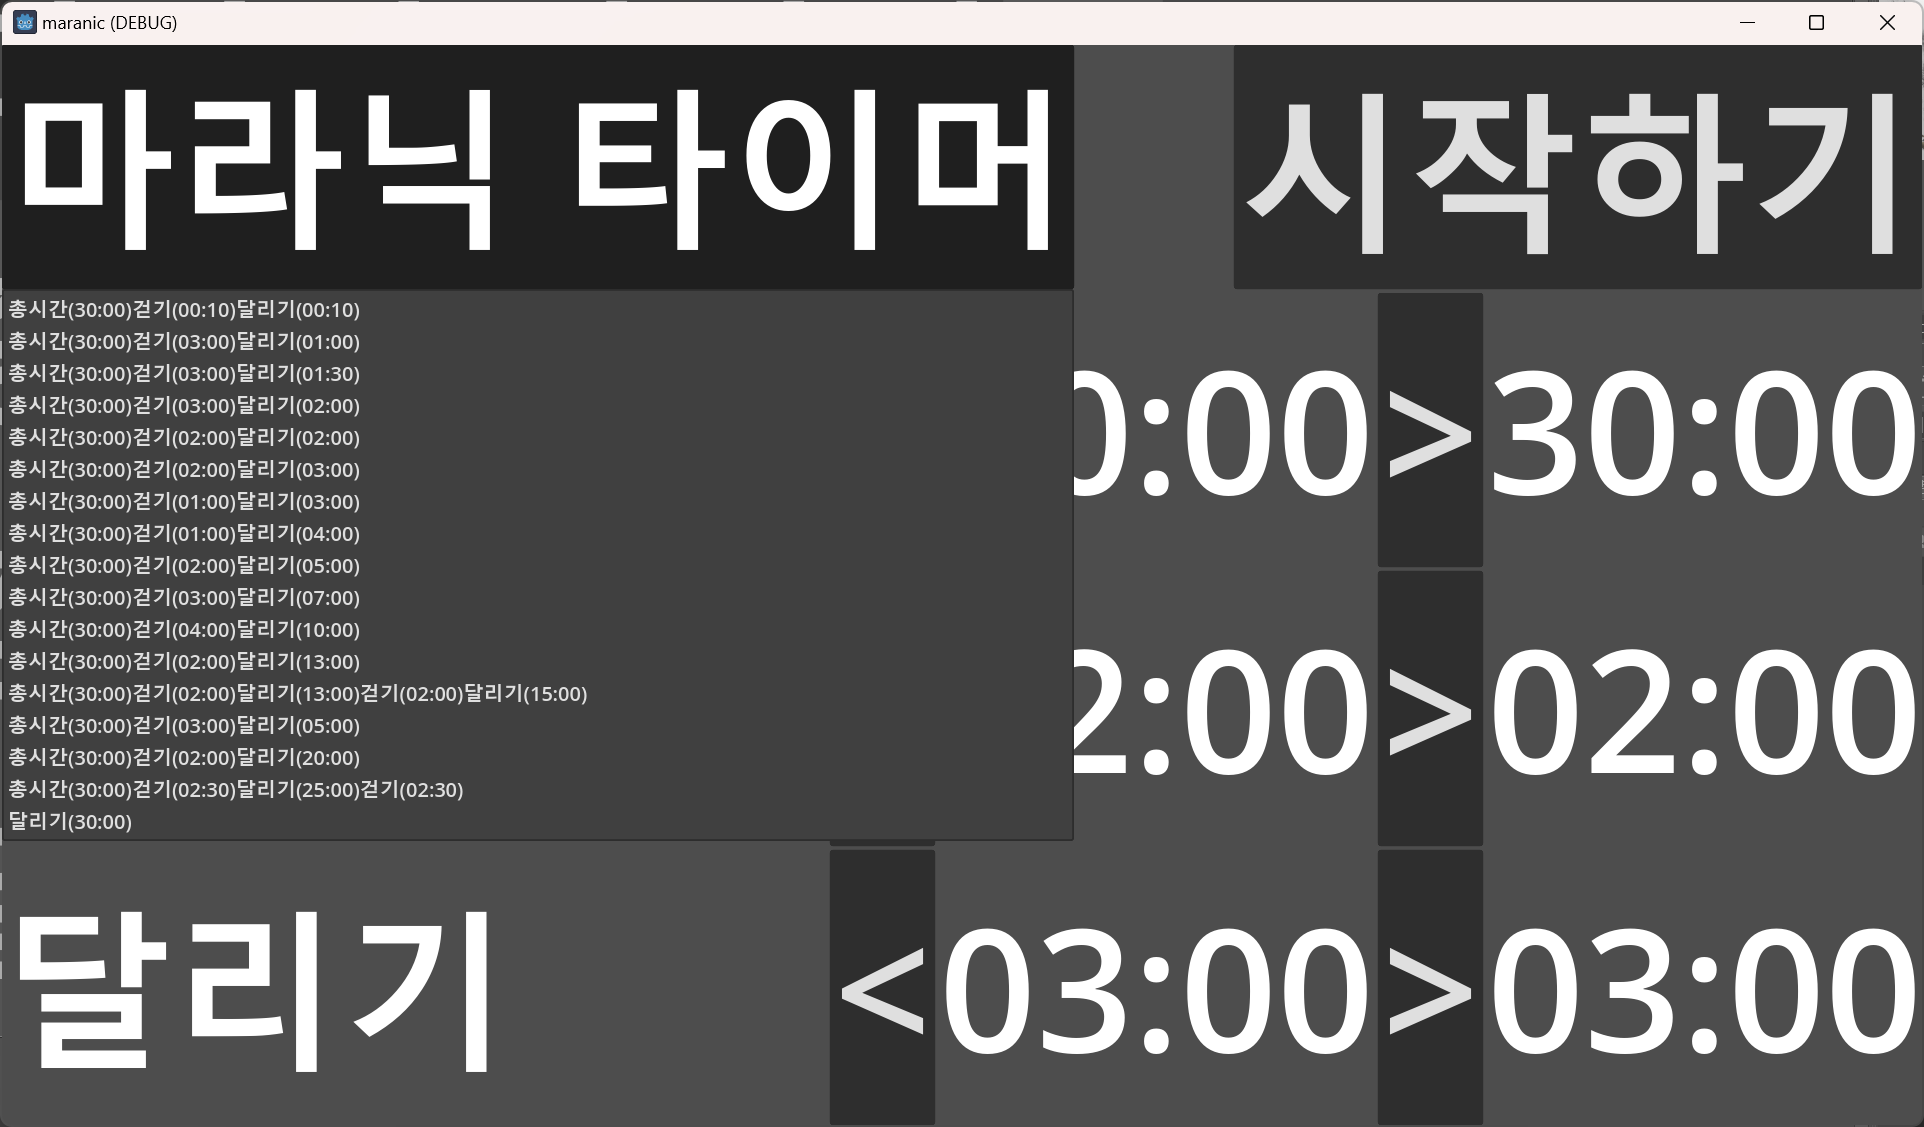 maranic (DEBUG)
마라닉 타이머
시작하기
총시간(30:00)걷기(00:10)달리기(00:10)
총시간(30:00)걷기(03:00)달리기(01:00)
총시간(30:00)걷기(03:00)달리기(01:30)
총시간(30:00)걷기(03:00)달리기(02:00)
총시간(30:00)걷기(02:00)달리기(02:00)
총시간(30:00)걷기(02:00)달리기(03:00)
총시간(30:00)걷기(01:00)달리기(03:00)
총시간(30:00)걷기(01:00)달리기(04:00)
총시간(30:00)걷기(02:00)달리기(05:00)
총시간(30:00)걷기(03:00)달리기(07:00)
총시간(30:00)걷기(04:00)달리기(10:00)
총시간(30:00)걷기(02:00)달리기(13:00)
총시간(30:00)걷기(02:00)달리기(13:00)걷기(02:00)달리기(15:00)
총시간(30:00)걷기(03:00)달리기(05:00)
총시간(30:00)걷기(02:00)달리기(20:00)
총시간(30:00)걷기(02:30)달리기(25:00)걷기(02:30)
달리기(30:00)
0:00>30:00
2:00>02:00
달리기 <03:00>03:00